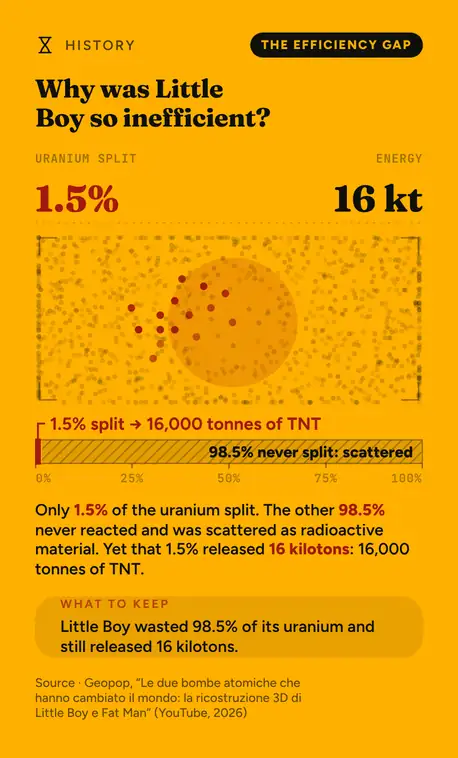 HISTORY
THE EFFICIENCY GAP
Why was Little
Boy so inefficient?
URANIUM SPLIT
ENERGY
1.5%
16 kt
1.5% split → 16,000 tonnes of TNT
98.5% never split: scattered
0%
25%
50%
75%
100%
Only 1.5% of the uranium split. The other 98.5%
never reacted and was scattered as radioactive
material. Yet that 1.5% released 16 kilotons: 16,000
tonnes of TNT.
WHAT TO KEEP
Little Boy wasted 98.5% of its uranium and
still released 16 kilotons.
Source · Geopop, “Le due bombe atomiche che
hanno cambiato il mondo: la ricostruzione 3D di
Little Boy e Fat Man” (YouTube, 2026)